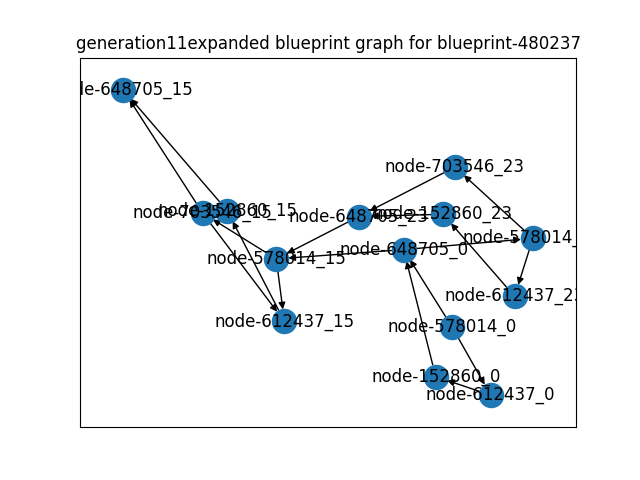 generation11expanded blueprint graph for blueprint-480237
de-648705_15
node-703546_23
node-703546_15
node-152860_15
node-648705_23
node-152860_23
node-578014_
node-648705_0
node-578014_15
node-612437_23
node-612437_15
node-578014_0
node-152860_0
node-612437_0